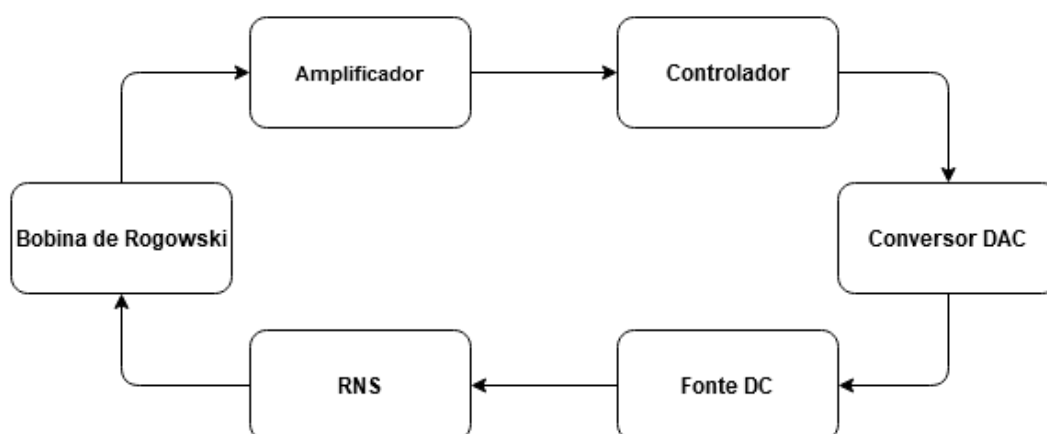 Amplificador
Controlador
Bobina de Rogowski
Conversor DAC
RNS
Fonte DC